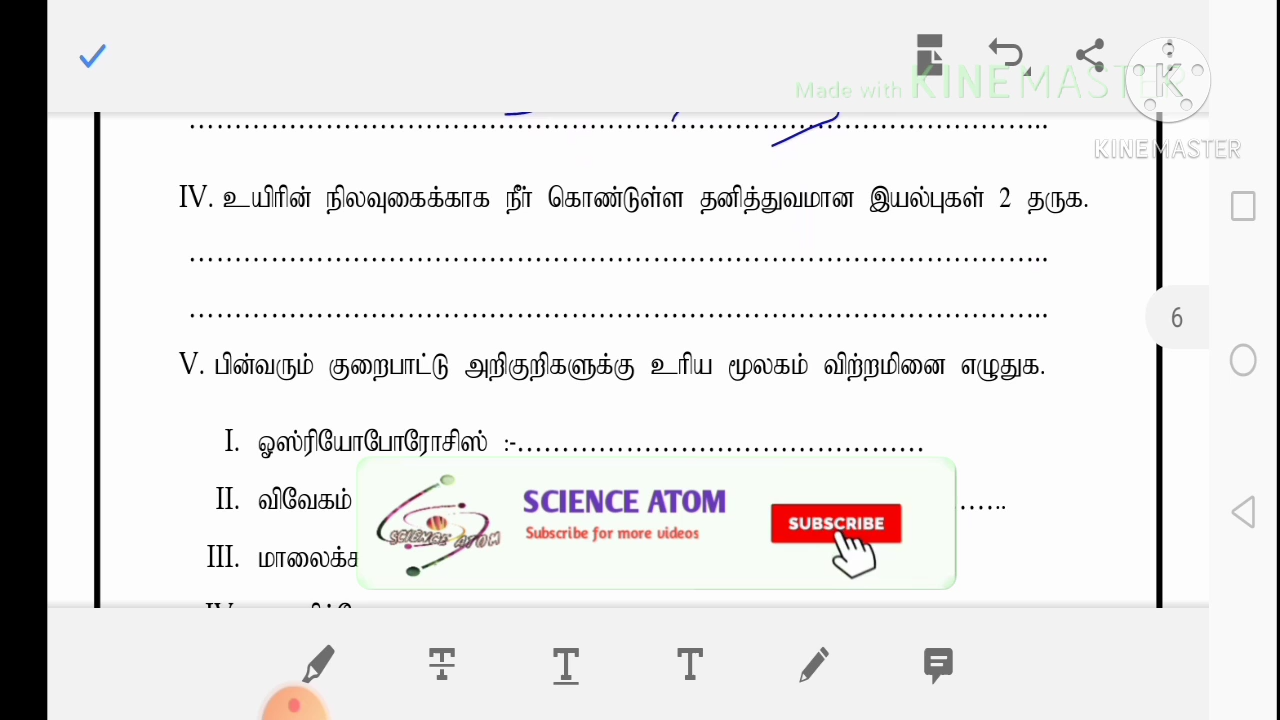 Made with KINEMASTER
KINEMASTER
................................................................................................
IV. உயிரின் நிலவுகைக்காக நீர் கொண்டுள்ள தனித்துவமான இயல்புகள் 2 தருக.
................................................................................................
................................................................................................
6
V. பின்வரும் குறைபாட்டு அறிகுறிகளுக்கு உரிய மூலகம் விற்றமினை எழுதுக.
I. ஓஸ்ரியோபோரோசிஸ் :-..............................................
II. விவேகம் ......
III.
SCIENCE ATOM
Subscribe for more videos
SUBSCRIBE